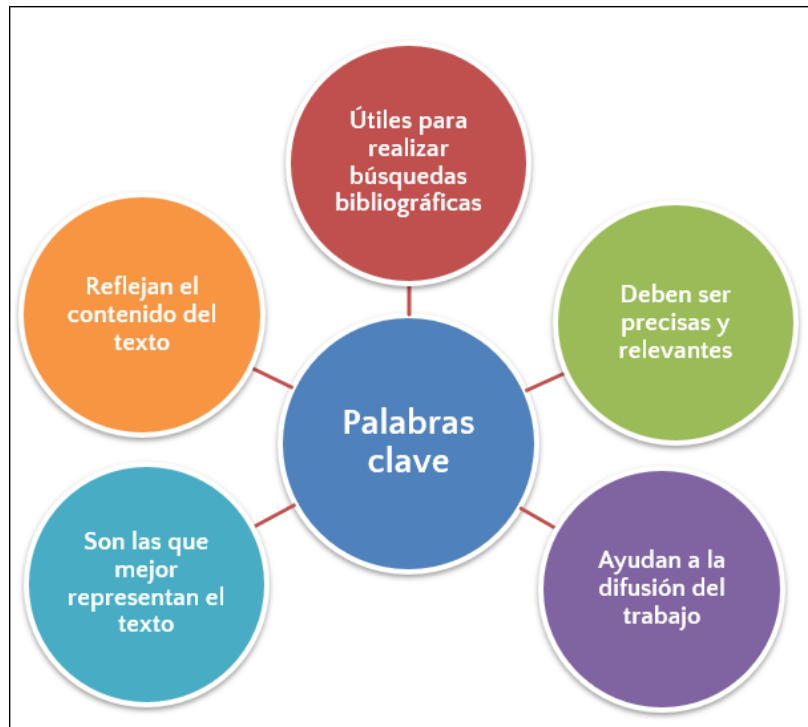 Útiles para
realizar
búsquedas
bibliográficas
Reflejan el
contenido del
texto
Deben ser
precisas y
relevantes
Palabras
clave
Son las que
mejor
representan el
texto
Ayudan a la
difusión del
trabajo